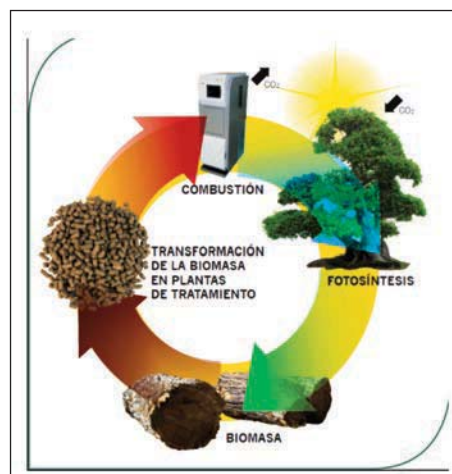 CO₂
CO₂
COMBUSTIÓN
TRANSFORMACIÓN
DE LA BIOMASA
EN PLANTAS
DE TRATAMIENTO
FOTOSÍNTESIS
BIOMASA